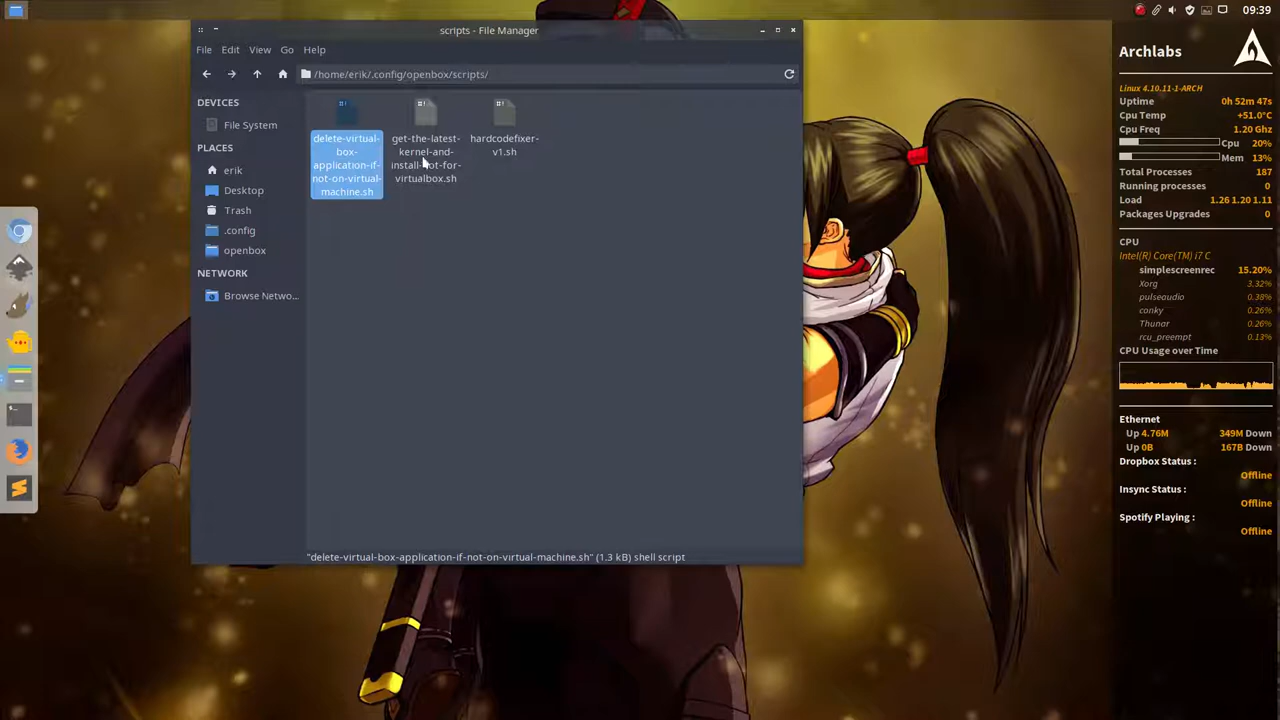 09:39
scripts - File Manager
File Edit View Go Help
/home/erik/.config/openbox/scripts/
DEVICES
File System
PLACES
erik
Desktop
Trash
.config
openbox
NETWORK
Browse Netwo...
delete-virtual-
box-
application-if-
not-on-virtual-
machine.sh
get-the-latest-
kernel-and-
install-not-for-
virtualbox.sh
hardcodefixer-
v1.sh
"delete-virtual-box-application-if-not-on-virtual-machine.sh" (1.3 kB) shell script
Archlabs
Linux 4.10.11-1-ARCH
Uptime 0h 52m 47s
Cpu Temp +51.0°C
Cpu Freq 1.20 Ghz
Cpu 20%
Mem 13%
Total Processes 187
Running processes 0
Load 1.26 1.20 1.11
Packages Upgrades 0
CPU
Intel(R) Core(TM) i7 C
simplescreenrec 15.20%
Xorg 3.32%
pulseaudio 0.38%
conky 0.26%
Thunar 0.26%
rcu_preempt 0.13%
CPU Usage over Time
Ethernet
Up 4.76M 349M Down
Up 0B 167B Down
Dropbox Status :
Offline
Insync Status :
Offline
Spotify Playing :
Offline